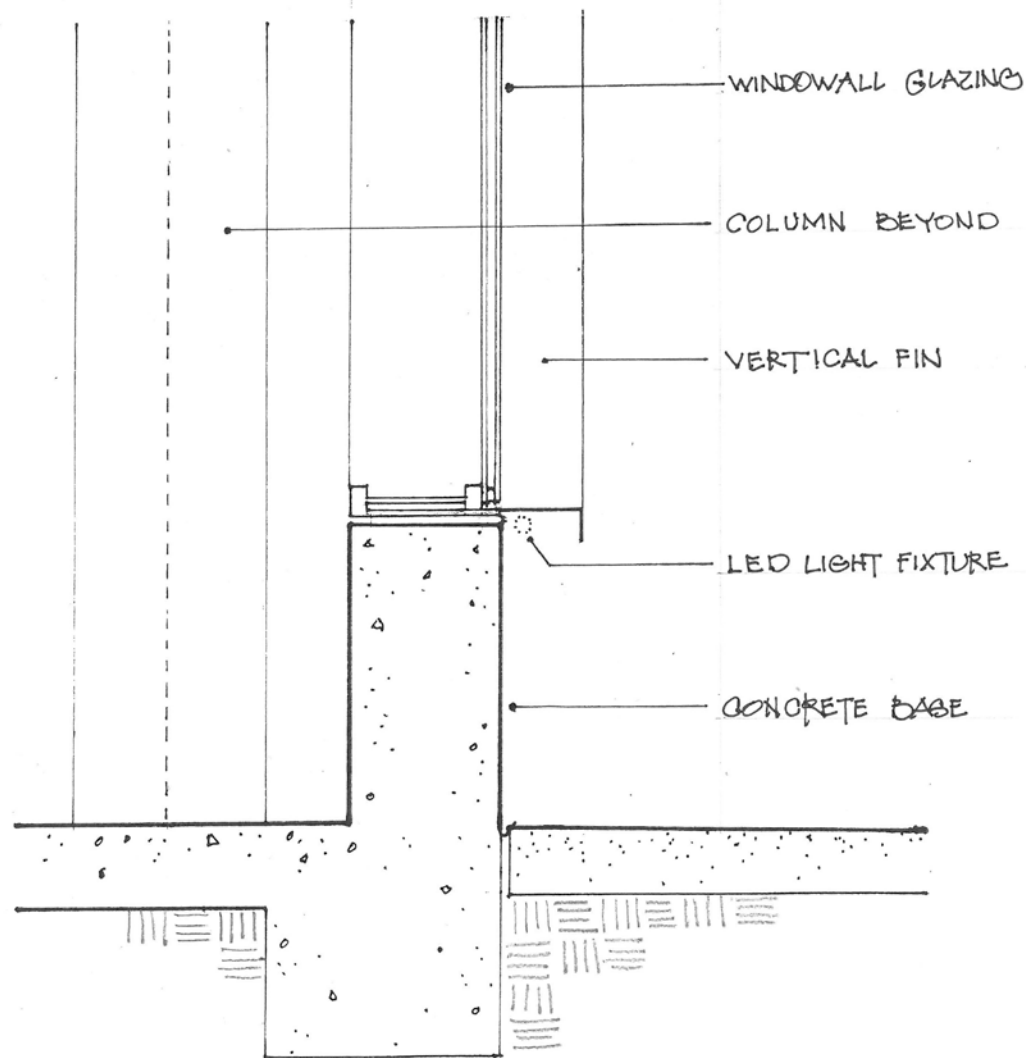 WINDOWALL GLAZING
COLUMN BEYOND
VERTICAL FIN
LED LIGHT FIXTURE
CONCRETE BASE